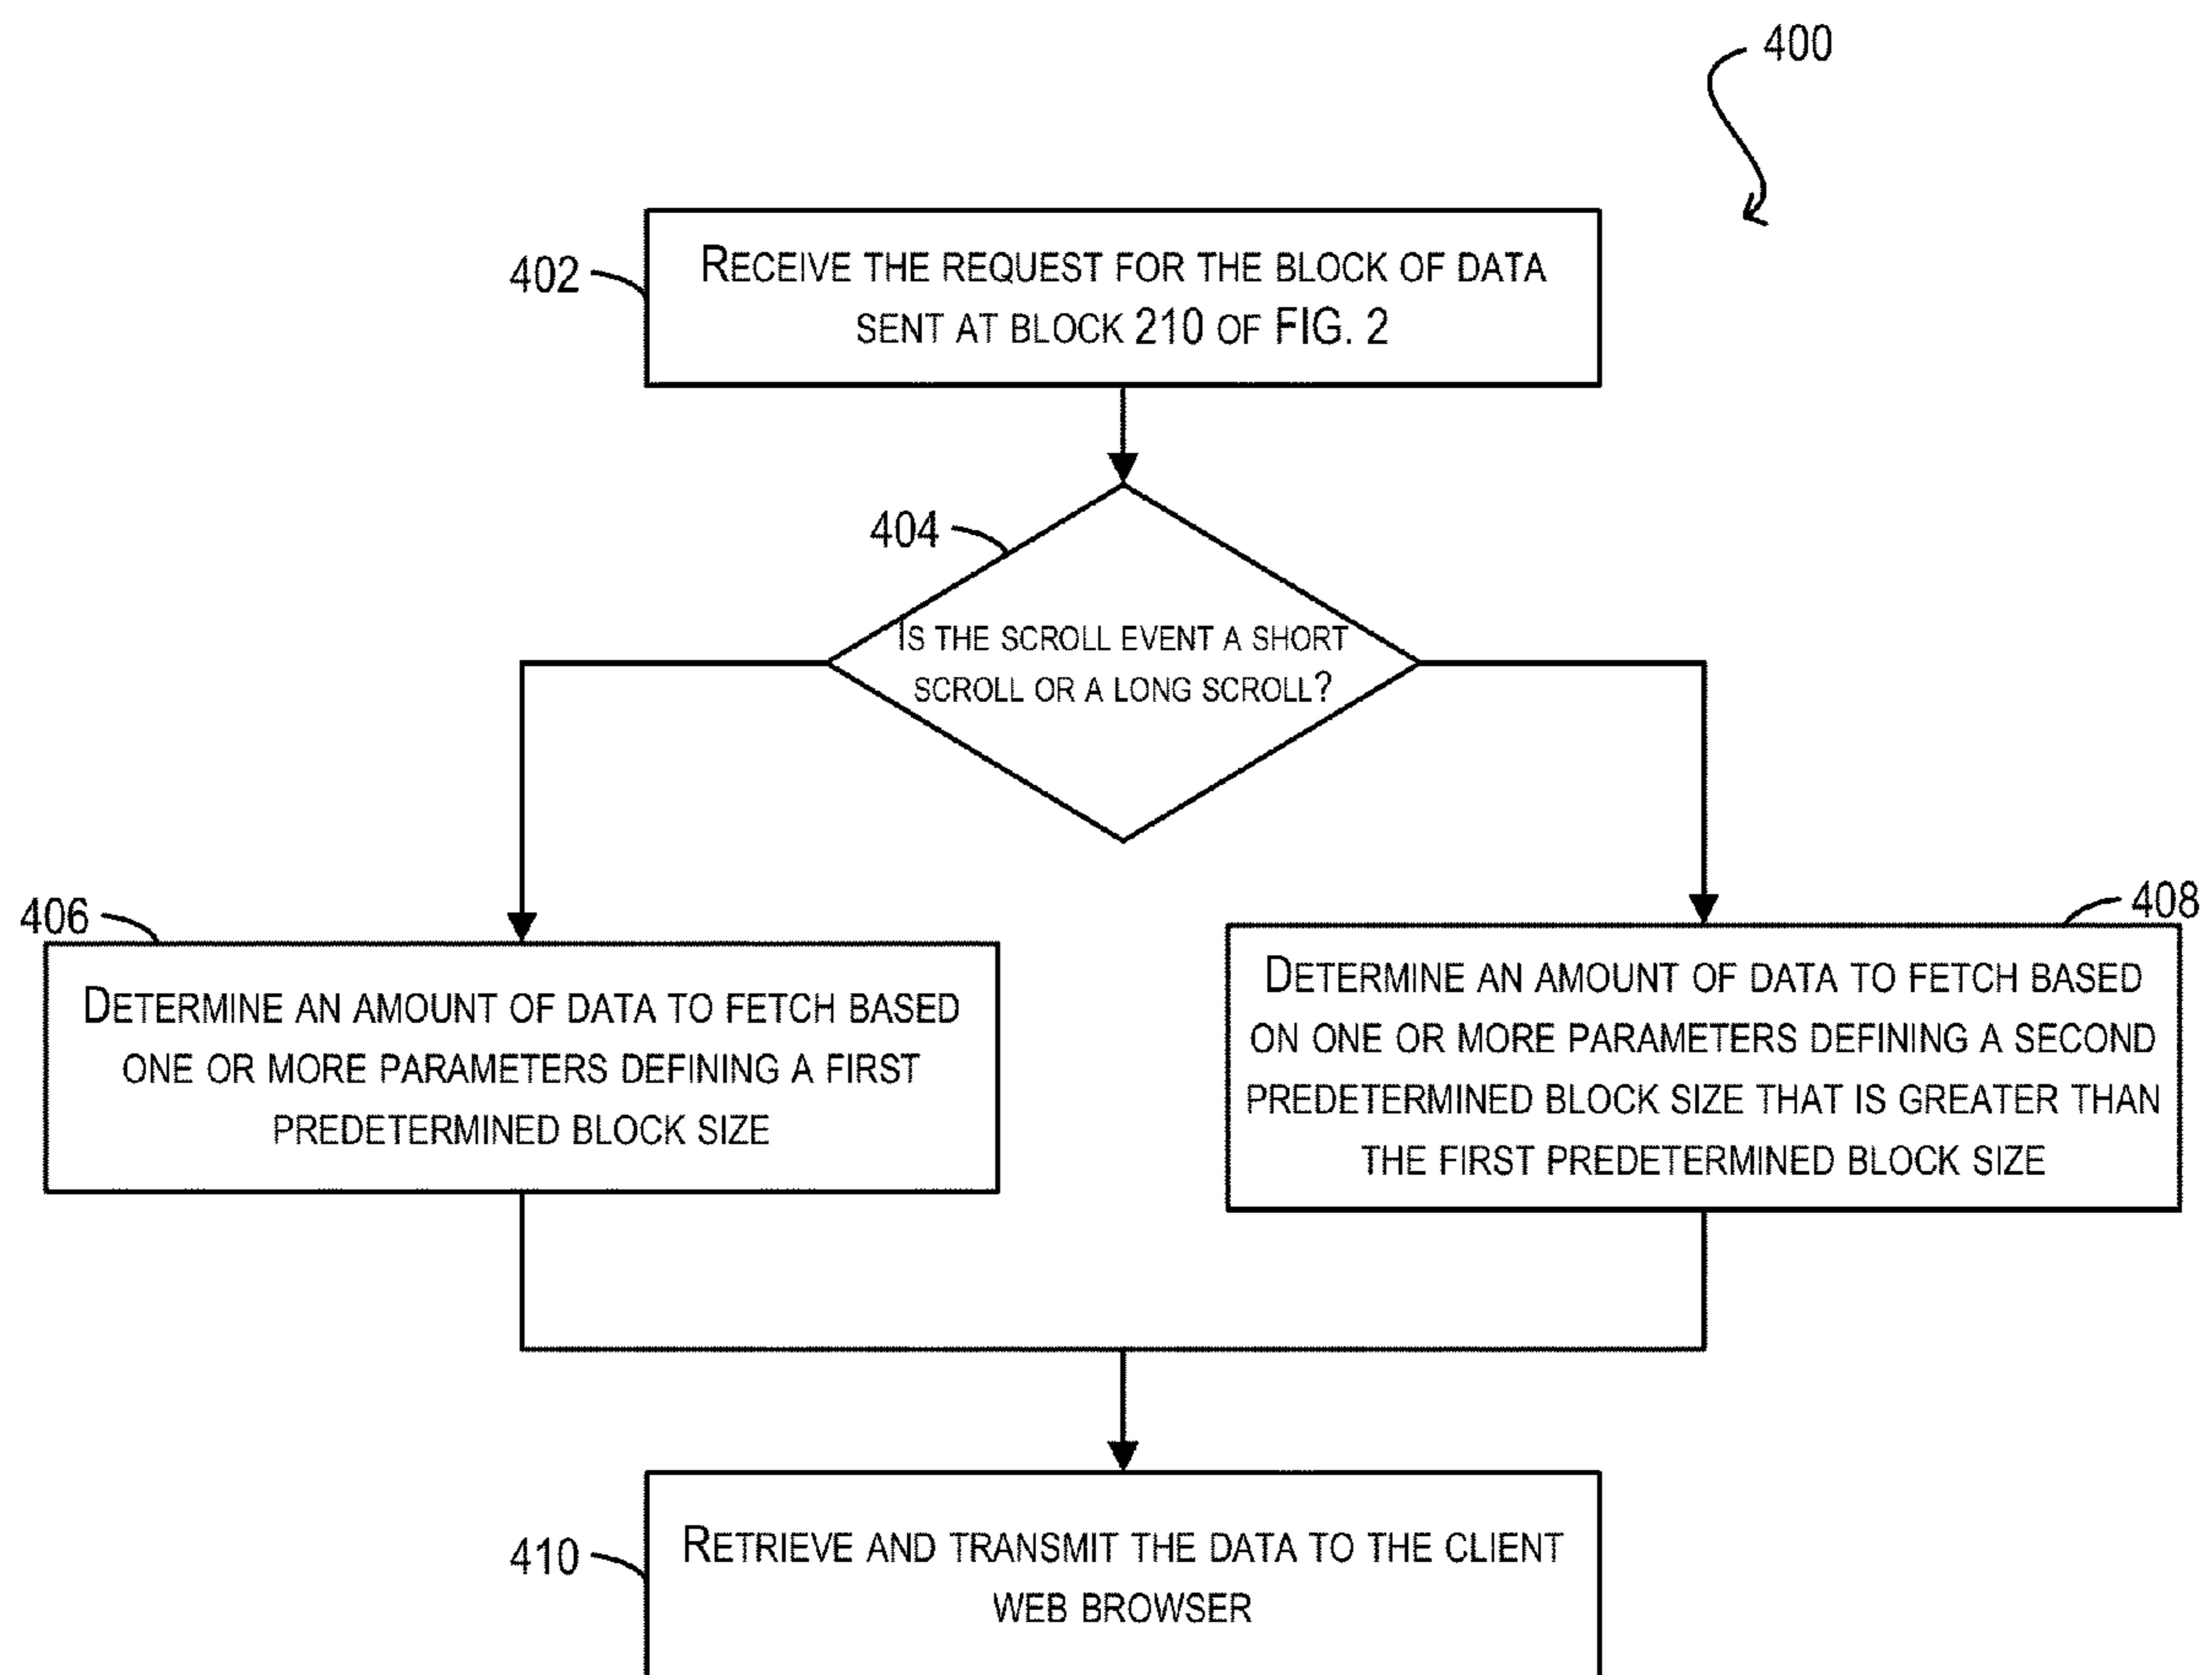 400
402
RECEIVE THE REQUEST FOR THE BLOCK OF DATA
SENT AT BLOCK 210 OF FIG. 2
404
IS THE SCROLL EVENT A SHORT
SCROLL OR A LONG SCROLL?
406
DETERMINE AN AMOUNT OF DATA TO FETCH BASED
ONE OR MORE PARAMETERS DEFINING A FIRST
PREDETERMINED BLOCK SIZE
408
DETERMINE AN AMOUNT OF DATA TO FETCH BASED
ON ONE OR MORE PARAMETERS DEFINING A SECOND
PREDETERMINED BLOCK SIZE THAT IS GREATER THAN
THE FIRST PREDETERMINED BLOCK SIZE
410
RETRIEVE AND TRANSMIT THE DATA TO THE CLIENT
WEB BROWSER